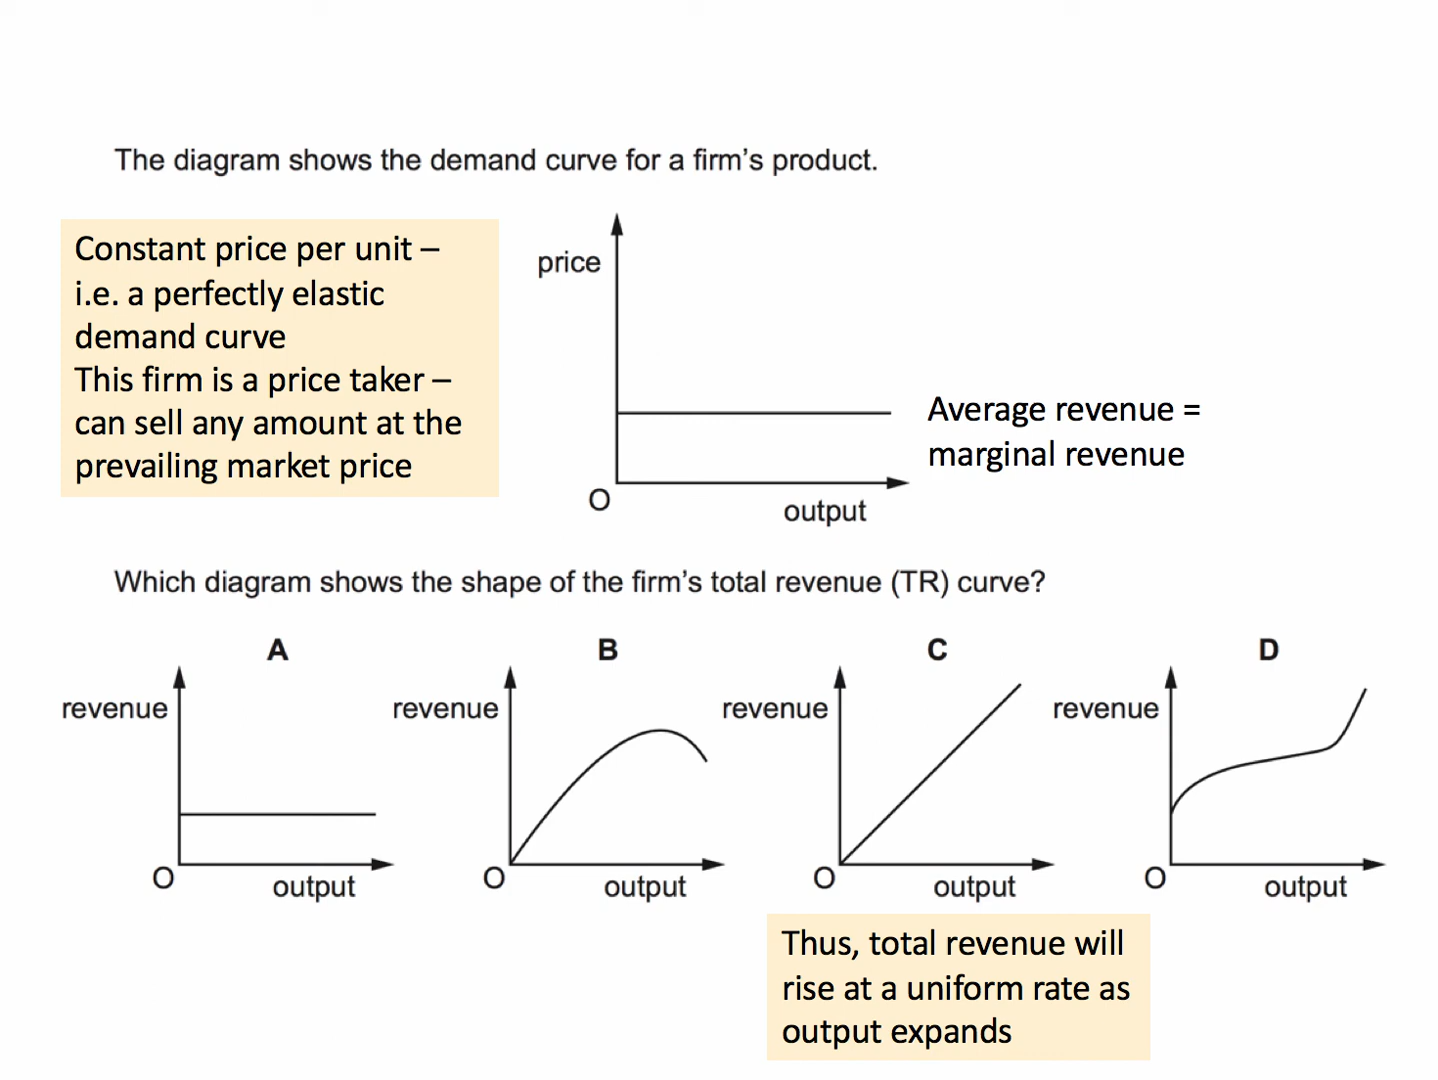 The diagram shows the demand curve for a firm's product.
Constant price per unit –
i.e. a perfectly elastic
demand curve
This firm is a price taker –
can sell any amount at the
prevailing market price
price
O
output
Average revenue =
marginal revenue
Which diagram shows the shape of the firm's total revenue (TR) curve?
A
revenue
O
output
B
revenue
O
output
C
revenue
O
output
D
revenue
O
output
Thus, total revenue will
rise at a uniform rate as
output expands